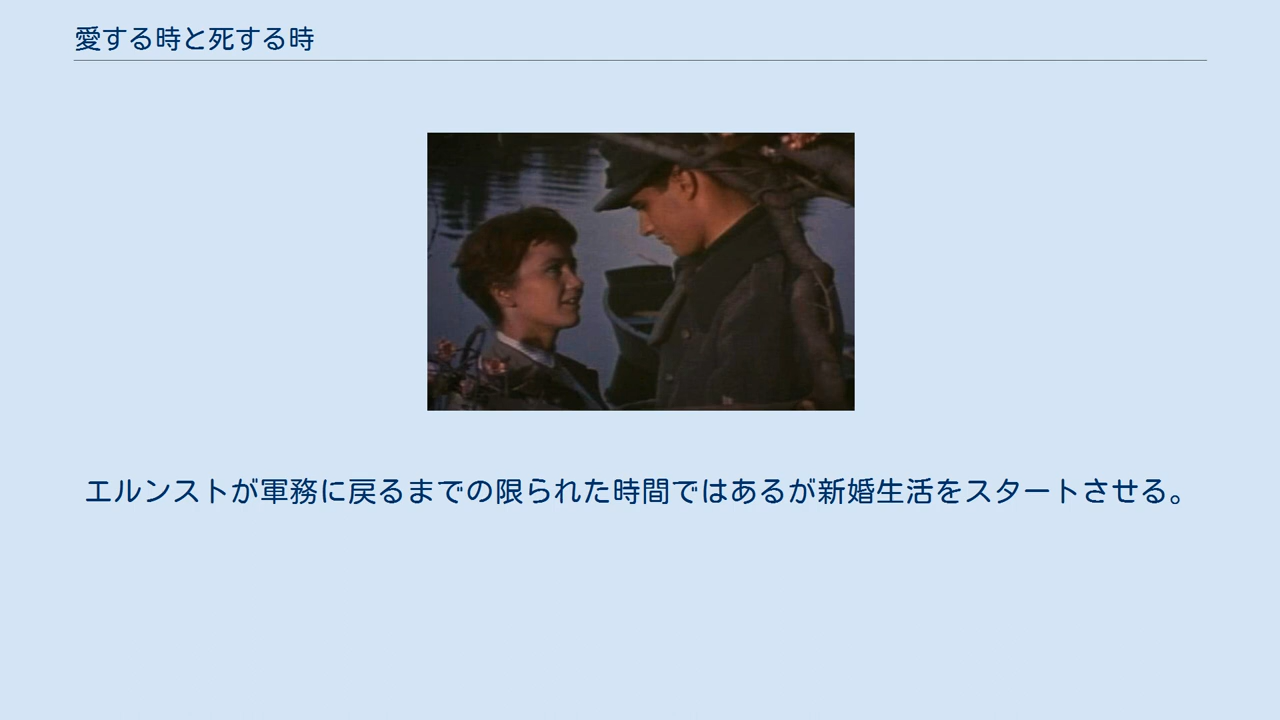 愛する時と死する時
エルンストが軍務に戻るまでの限られた時間ではあるが新婚生活をスタートさせる。